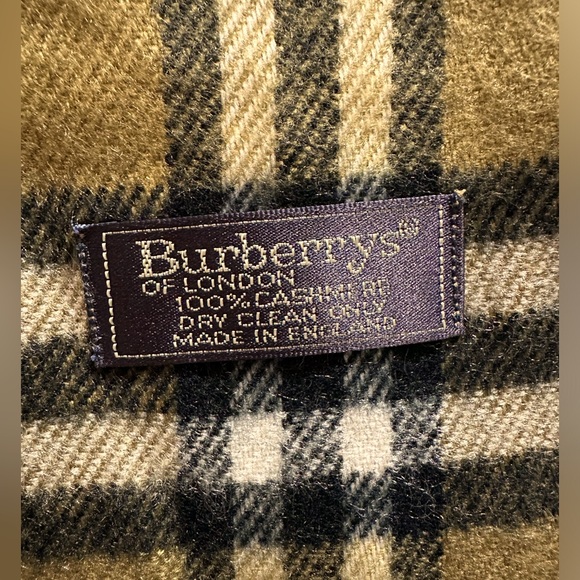 Burberrys®
OF LONDON
100% CASHMERE
DRY CLEAN ONLY
MADE IN ENGLAND